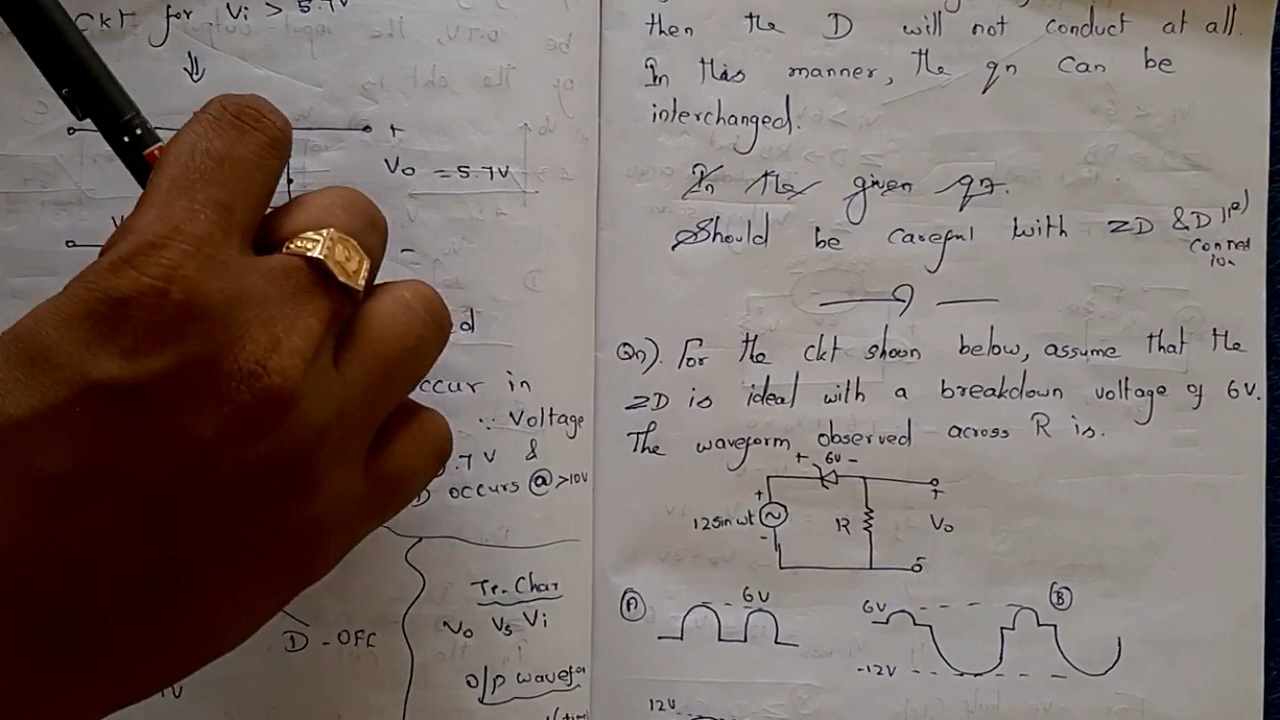 Ckt for Vi > 5.7V
+
Vo = 5.7V
-
ed
ccur in
∵ Voltage
.7V &
occurs @ >10V
D - OFF
Tr. Char
Vo Vs Vi
O/P wavefo
then the D will not conduct at all.
In this manner, the qn can be
interchanged.
In the given qn.
Should be careful with ZD & D ||el)
Conned
ion
Qn). For the ckt shown below, assume that the
ZD is ideal with a breakdown voltage of 6V.
The waveform observed across R is.
+ 6V -
+
12Sin wt
-
R
+
Vo
-
A
6V
6V
B
-12V
12V